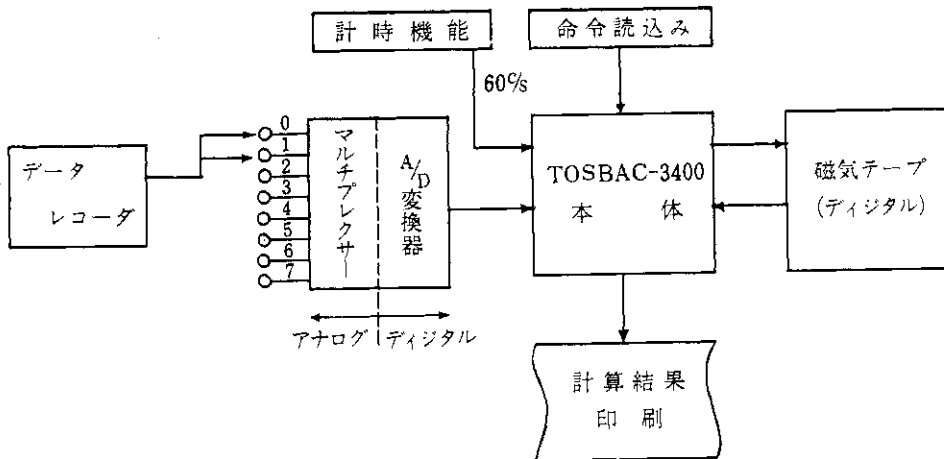 計時機能
命令読込み
60c/s
データ
レコーダ
0
1
2
3
4
5
6
7
マルチプレクサー
A/D変換器
TOSBAC-3400
本体
磁気テープ
(ディジタル)
アナログ
ディジタル
計算結果
印刷